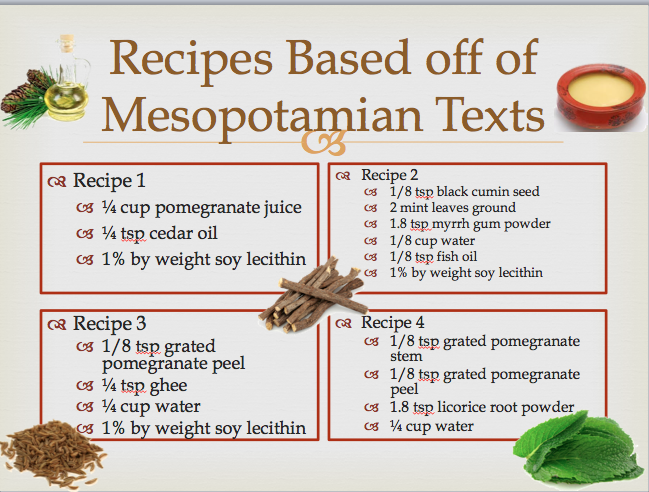 Recipes Based off of
Mesopotamian Texts
Recipe 1
¼ cup pomegranate juice
¼ tsp cedar oil
1% by weight soy lecithin
Recipe 2
1/8 tsp black cumin seed
2 mint leaves ground
1.8 tsp myrrh gum powder
1/8 cup water
1/8 tsp fish oil
1% by weight soy lecithin
Recipe 3
1/8 tsp grated
pomegranate peel
¼ tsp ghee
¼ cup water
1% by weight soy lecithin
Recipe 4
1/8 tsp grated pomegranate
stem
1/8 tsp grated pomegranate
peel
1.8 tsp licorice root powder
¼ cup water